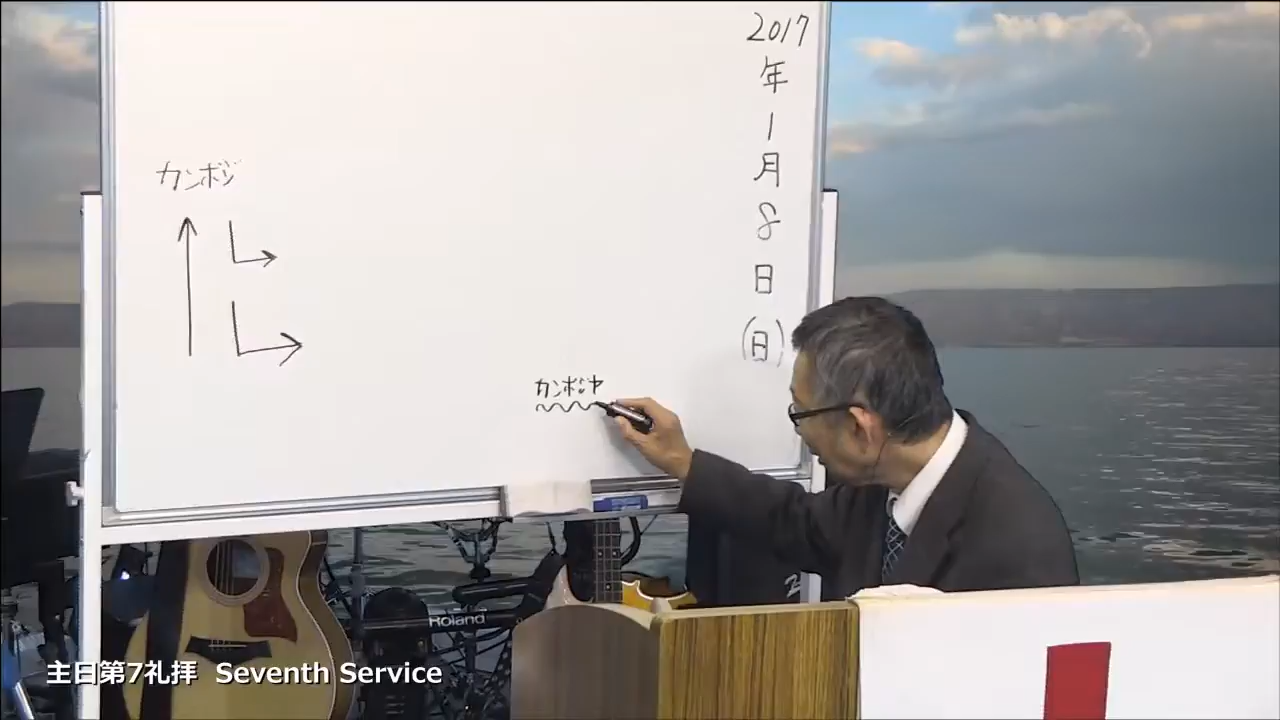 2017
年
1
月
8
日
(日)
カンボジ
カンボジヤ
Roland
主日第7礼拝 Seventh Service